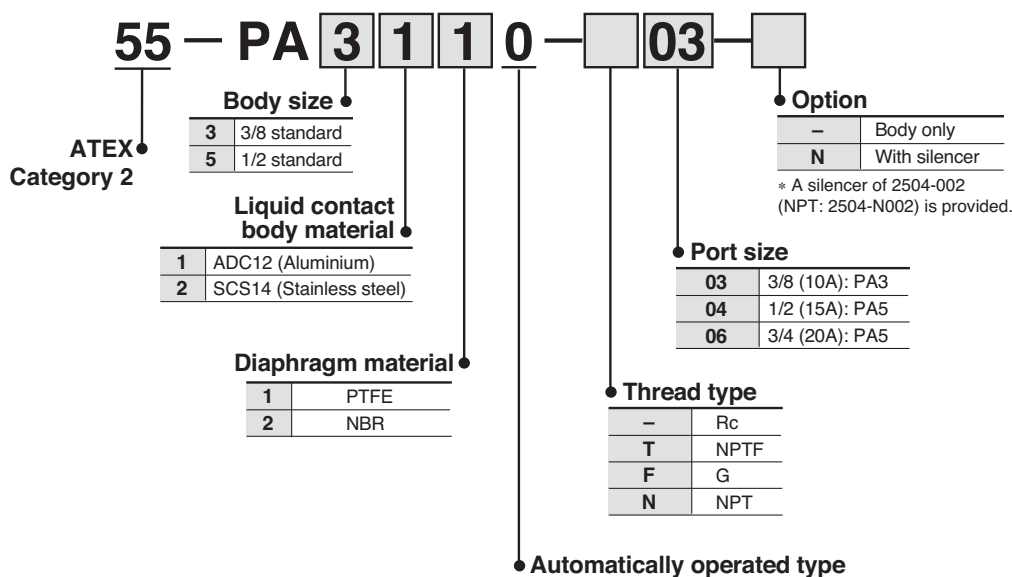 55 — PA 3 1 1 0 — 03 —
Body size
3 3/8 standard
5 1/2 standard
ATEX
Category 2
Liquid contact
body material
1 ADC12 (Aluminium)
2 SCS14 (Stainless steel)
Diaphragm material
1 PTFE
2 NBR
Option
– Body only
N With silencer
* A silencer of 2504-002
(NPT: 2504-N002) is provided.
Port size
03 3/8 (10A): PA3
04 1/2 (15A): PA5
06 3/4 (20A): PA5
Thread type
– Rc
T NPTF
F G
N NPT
Automatically operated type